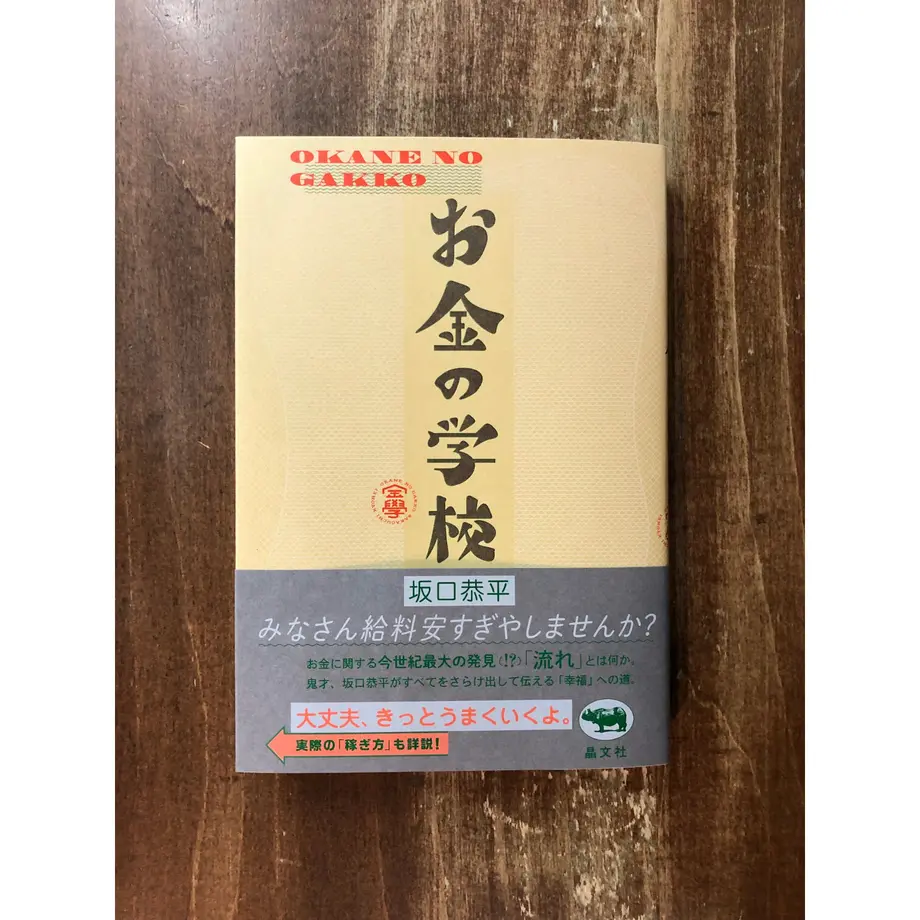 OKANE NO
GAKKO
お金の学校
金學
坂口恭平
みなさん給料安すぎやしませんか?
お金に関する今世紀最大の発見(!?)「流れ」とは何か。
鬼才、坂口恭平がすべてをさらけ出して伝える「幸福」への道。
大丈夫、きっとうまくいくよ。
実際の「稼ぎ方」も詳説!
晶文社